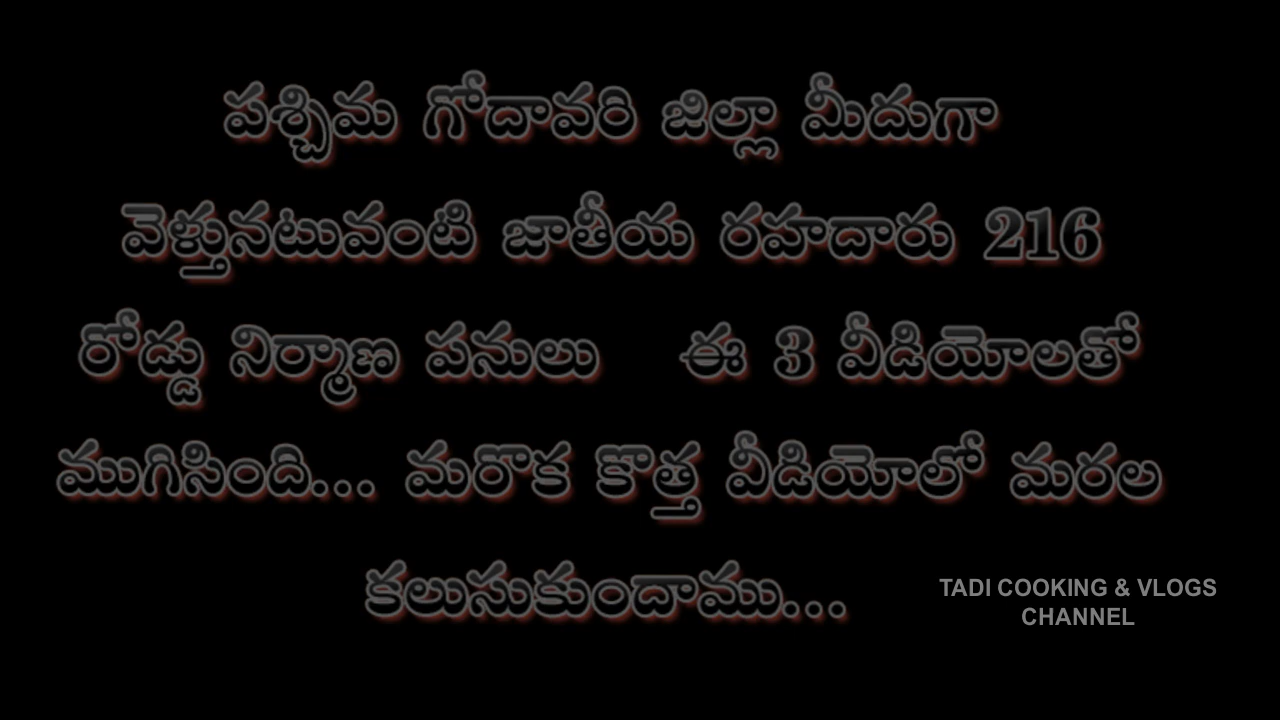 పశ్చిమ గోదావరి జిల్లా మీదుగా
వెళ్తునటువంటి జాతీయ రహదారు 216
రోడ్డు నిర్మాణ పనులు ఈ 3 వీడియోలతో
ముగిసింది... మరొక కొత్త వీడియోలో మరల
కలుసుకుందాము...
TADI COOKING & VLOGS
CHANNEL